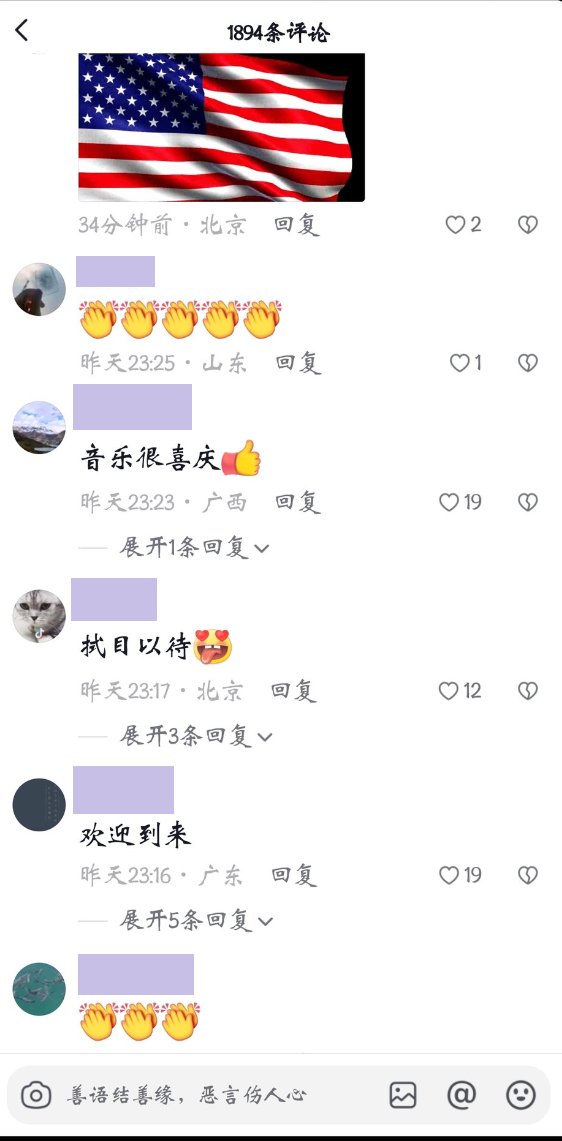 1894条评论
34分钟前·北京 回复 2
昨天23:25·山东 回复 1
音乐很喜庆
昨天23:23·广西 回复 19
展开1条回复
拭目以待
昨天23:17·北京 回复 12
展开3条回复
欢迎到来
昨天23:16·广东 回复 19
展开5条回复
善语结善缘，恶言伤人心